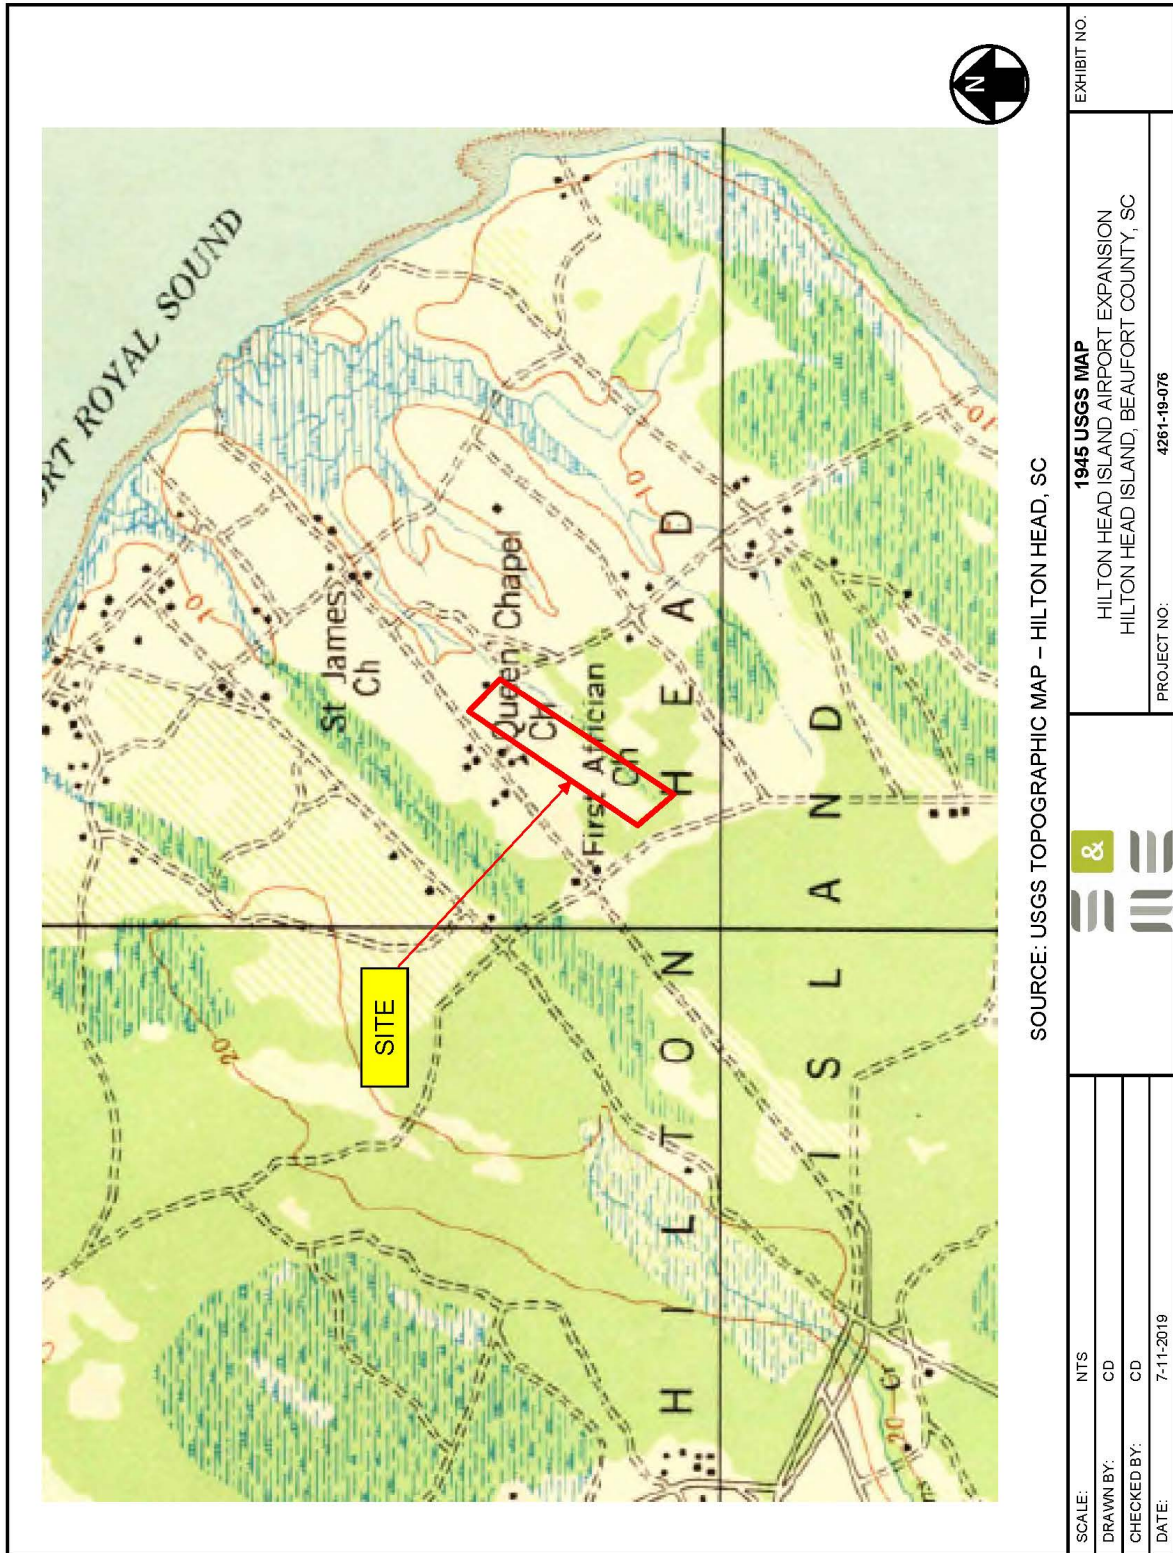 ORT ROYAL SOUND
10
St James
Ch
Queen Chapel
CH
First African
Ch
10
10
20
20
SITE
HILTON HEAD
ISLAND
Cr
N
SOURCE: USGS TOPOGRAPHIC MAP – HILTON HEAD, SC
SCALE: NTS
DRAWN BY: CD
CHECKED BY: CD
DATE: 7-11-2019
&
1945 USGS MAP
HILTON HEAD ISLAND AIRPORT EXPANSION
HILTON HEAD ISLAND, BEAUFORT COUNTY, SC
PROJECT NO: 4261-19-076
EXHIBIT NO.